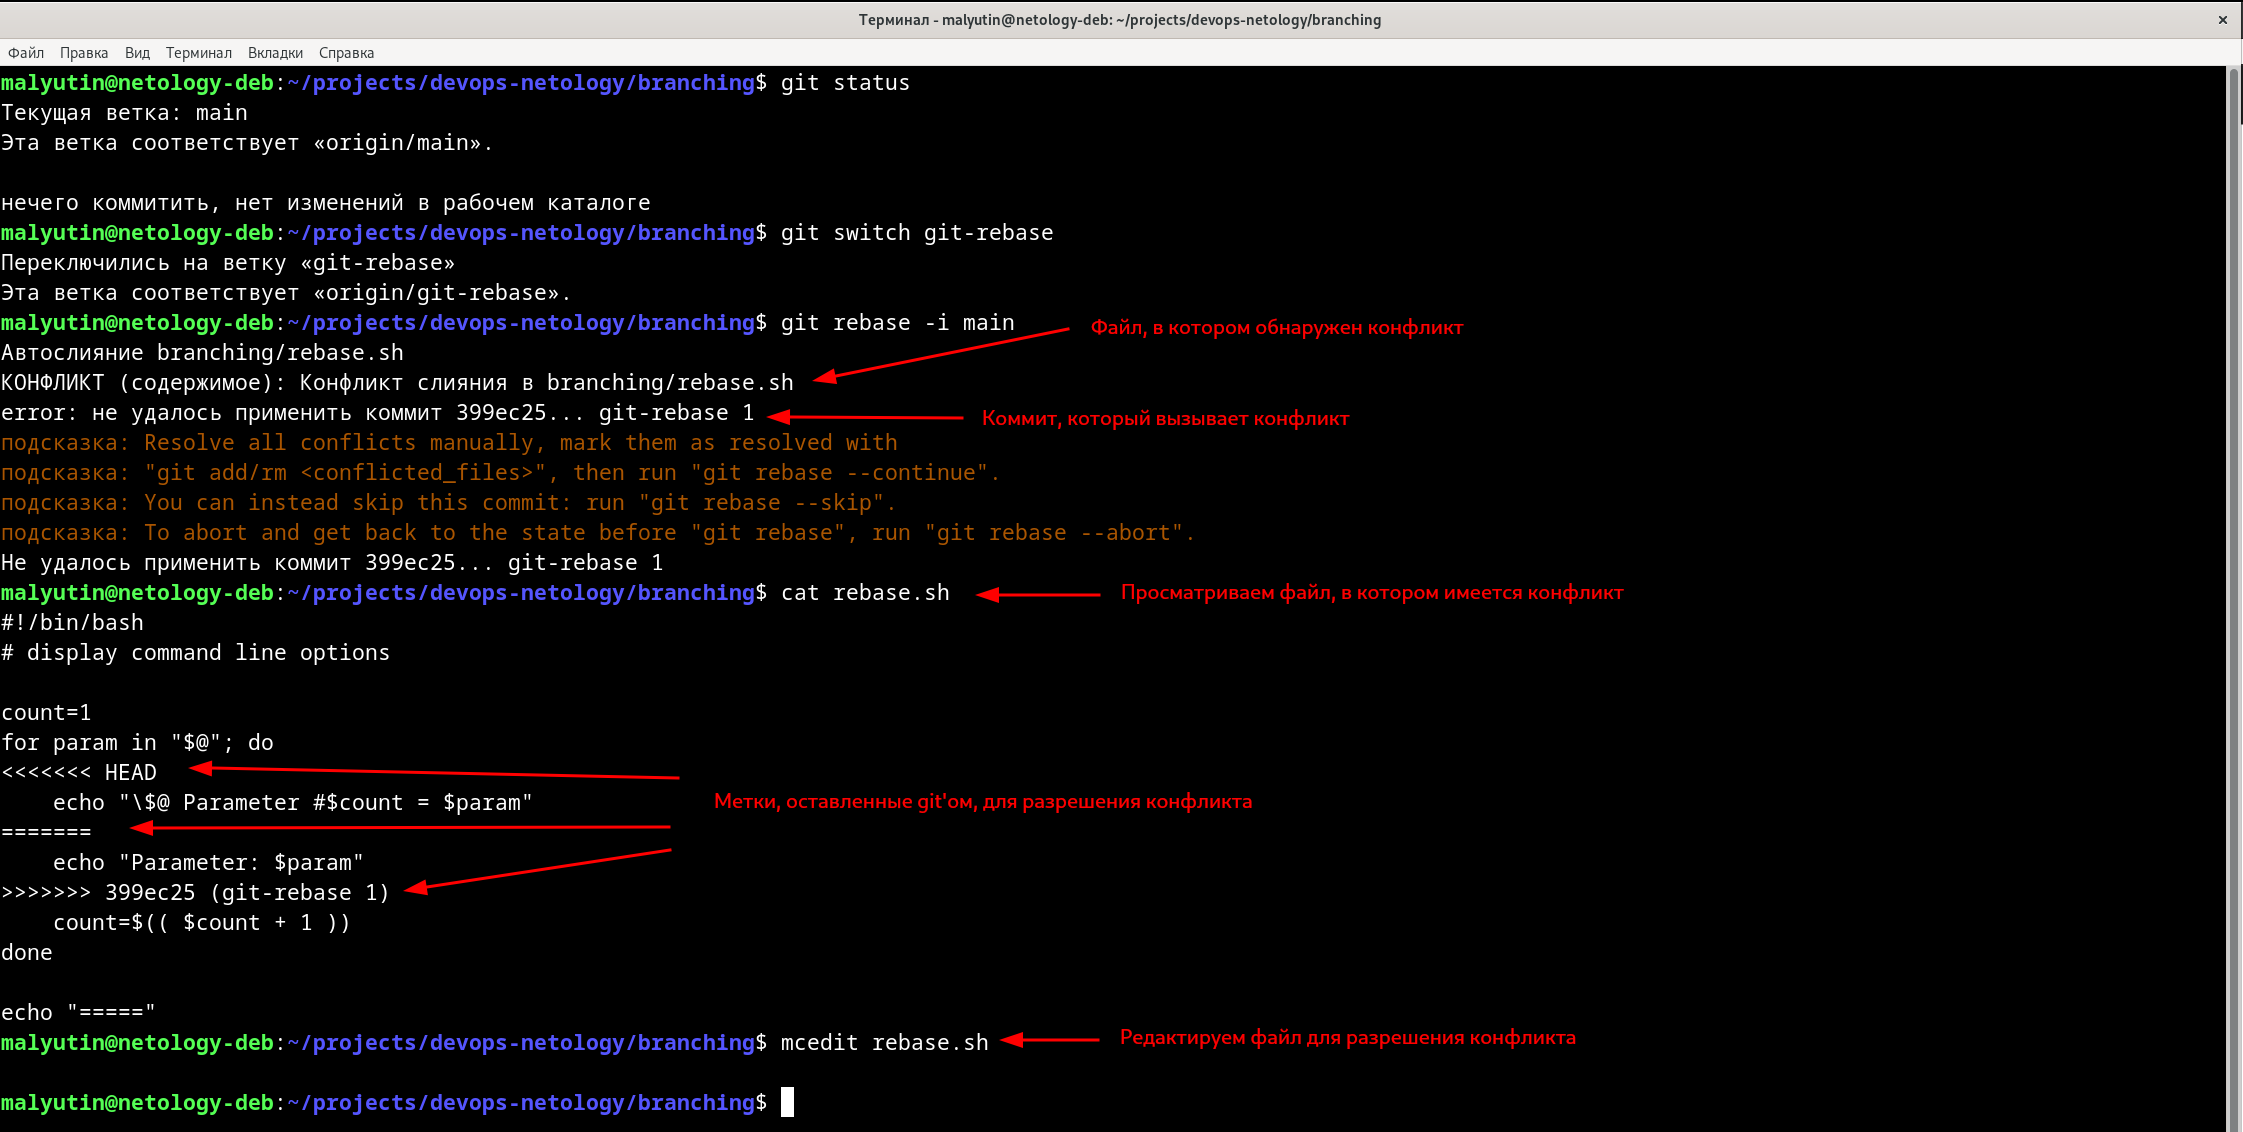 Терминал - malyutin@netology-deb: ~/projects/devops-netology/branching ×
Файл Правка Вид Терминал Вкладки Справка
malyutin@netology-deb:~/projects/devops-netology/branching$ git status
Текущая ветка: main
Эта ветка соответствует «origin/main».
нечего коммитить, нет изменений в рабочем каталоге
malyutin@netology-deb:~/projects/devops-netology/branching$ git switch git-rebase
Переключились на ветку «git-rebase»
Эта ветка соответствует «origin/git-rebase».
malyutin@netology-deb:~/projects/devops-netology/branching$ git rebase -i main
Файл, в котором обнаружен конфликт
Автослияние branching/rebase.sh
КОНФЛИКТ (содержимое): Конфликт слияния в branching/rebase.sh
error: не удалось применить коммит 399ec25... git-rebase 1
Коммит, который вызывает конфликт
подсказка: Resolve all conflicts manually, mark them as resolved with
подсказка: "git add/rm <conflicted_files>", then run "git rebase --continue".
подсказка: You can instead skip this commit: run "git rebase --skip".
подсказка: To abort and get back to the state before "git rebase", run "git rebase --abort".
Не удалось применить коммит 399ec25... git-rebase 1
malyutin@netology-deb:~/projects/devops-netology/branching$ cat rebase.sh
Просматриваем файл, в котором имеется конфликт
#!/bin/bash
# display command line options
count=1
for param in "$@"; do
<<<<<<< HEAD
    echo "\$@ Parameter #$count = $param"
Метки, оставленные git'ом, для разрешения конфликта
=======
    echo "Parameter: $param"
>>>>>>> 399ec25 (git-rebase 1)
    count=$(( $count + 1 ))
done
echo "====="
malyutin@netology-deb:~/projects/devops-netology/branching$ mcedit rebase.sh
Редактируем файл для разрешения конфликта
malyutin@netology-deb:~/projects/devops-netology/branching$